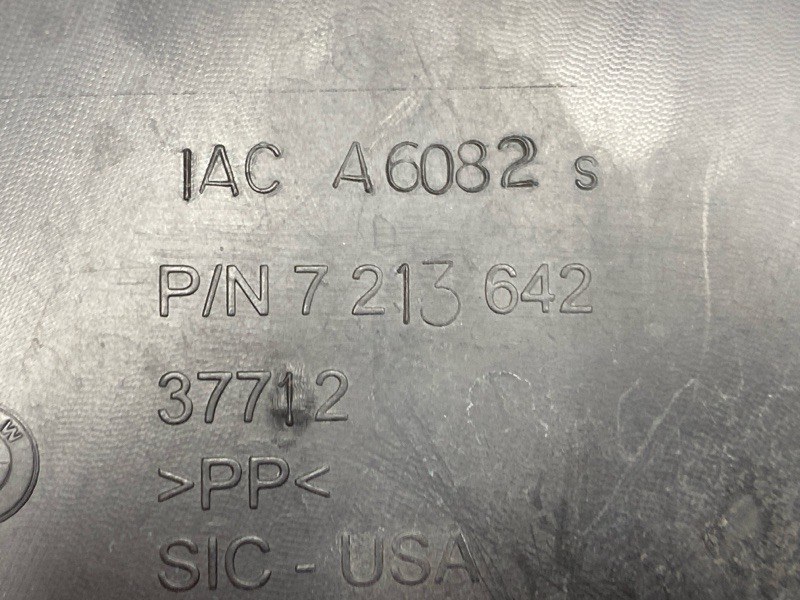 IAC A6082 s
P/N 7 213 642
37712
>PP<
SIC - USA
W